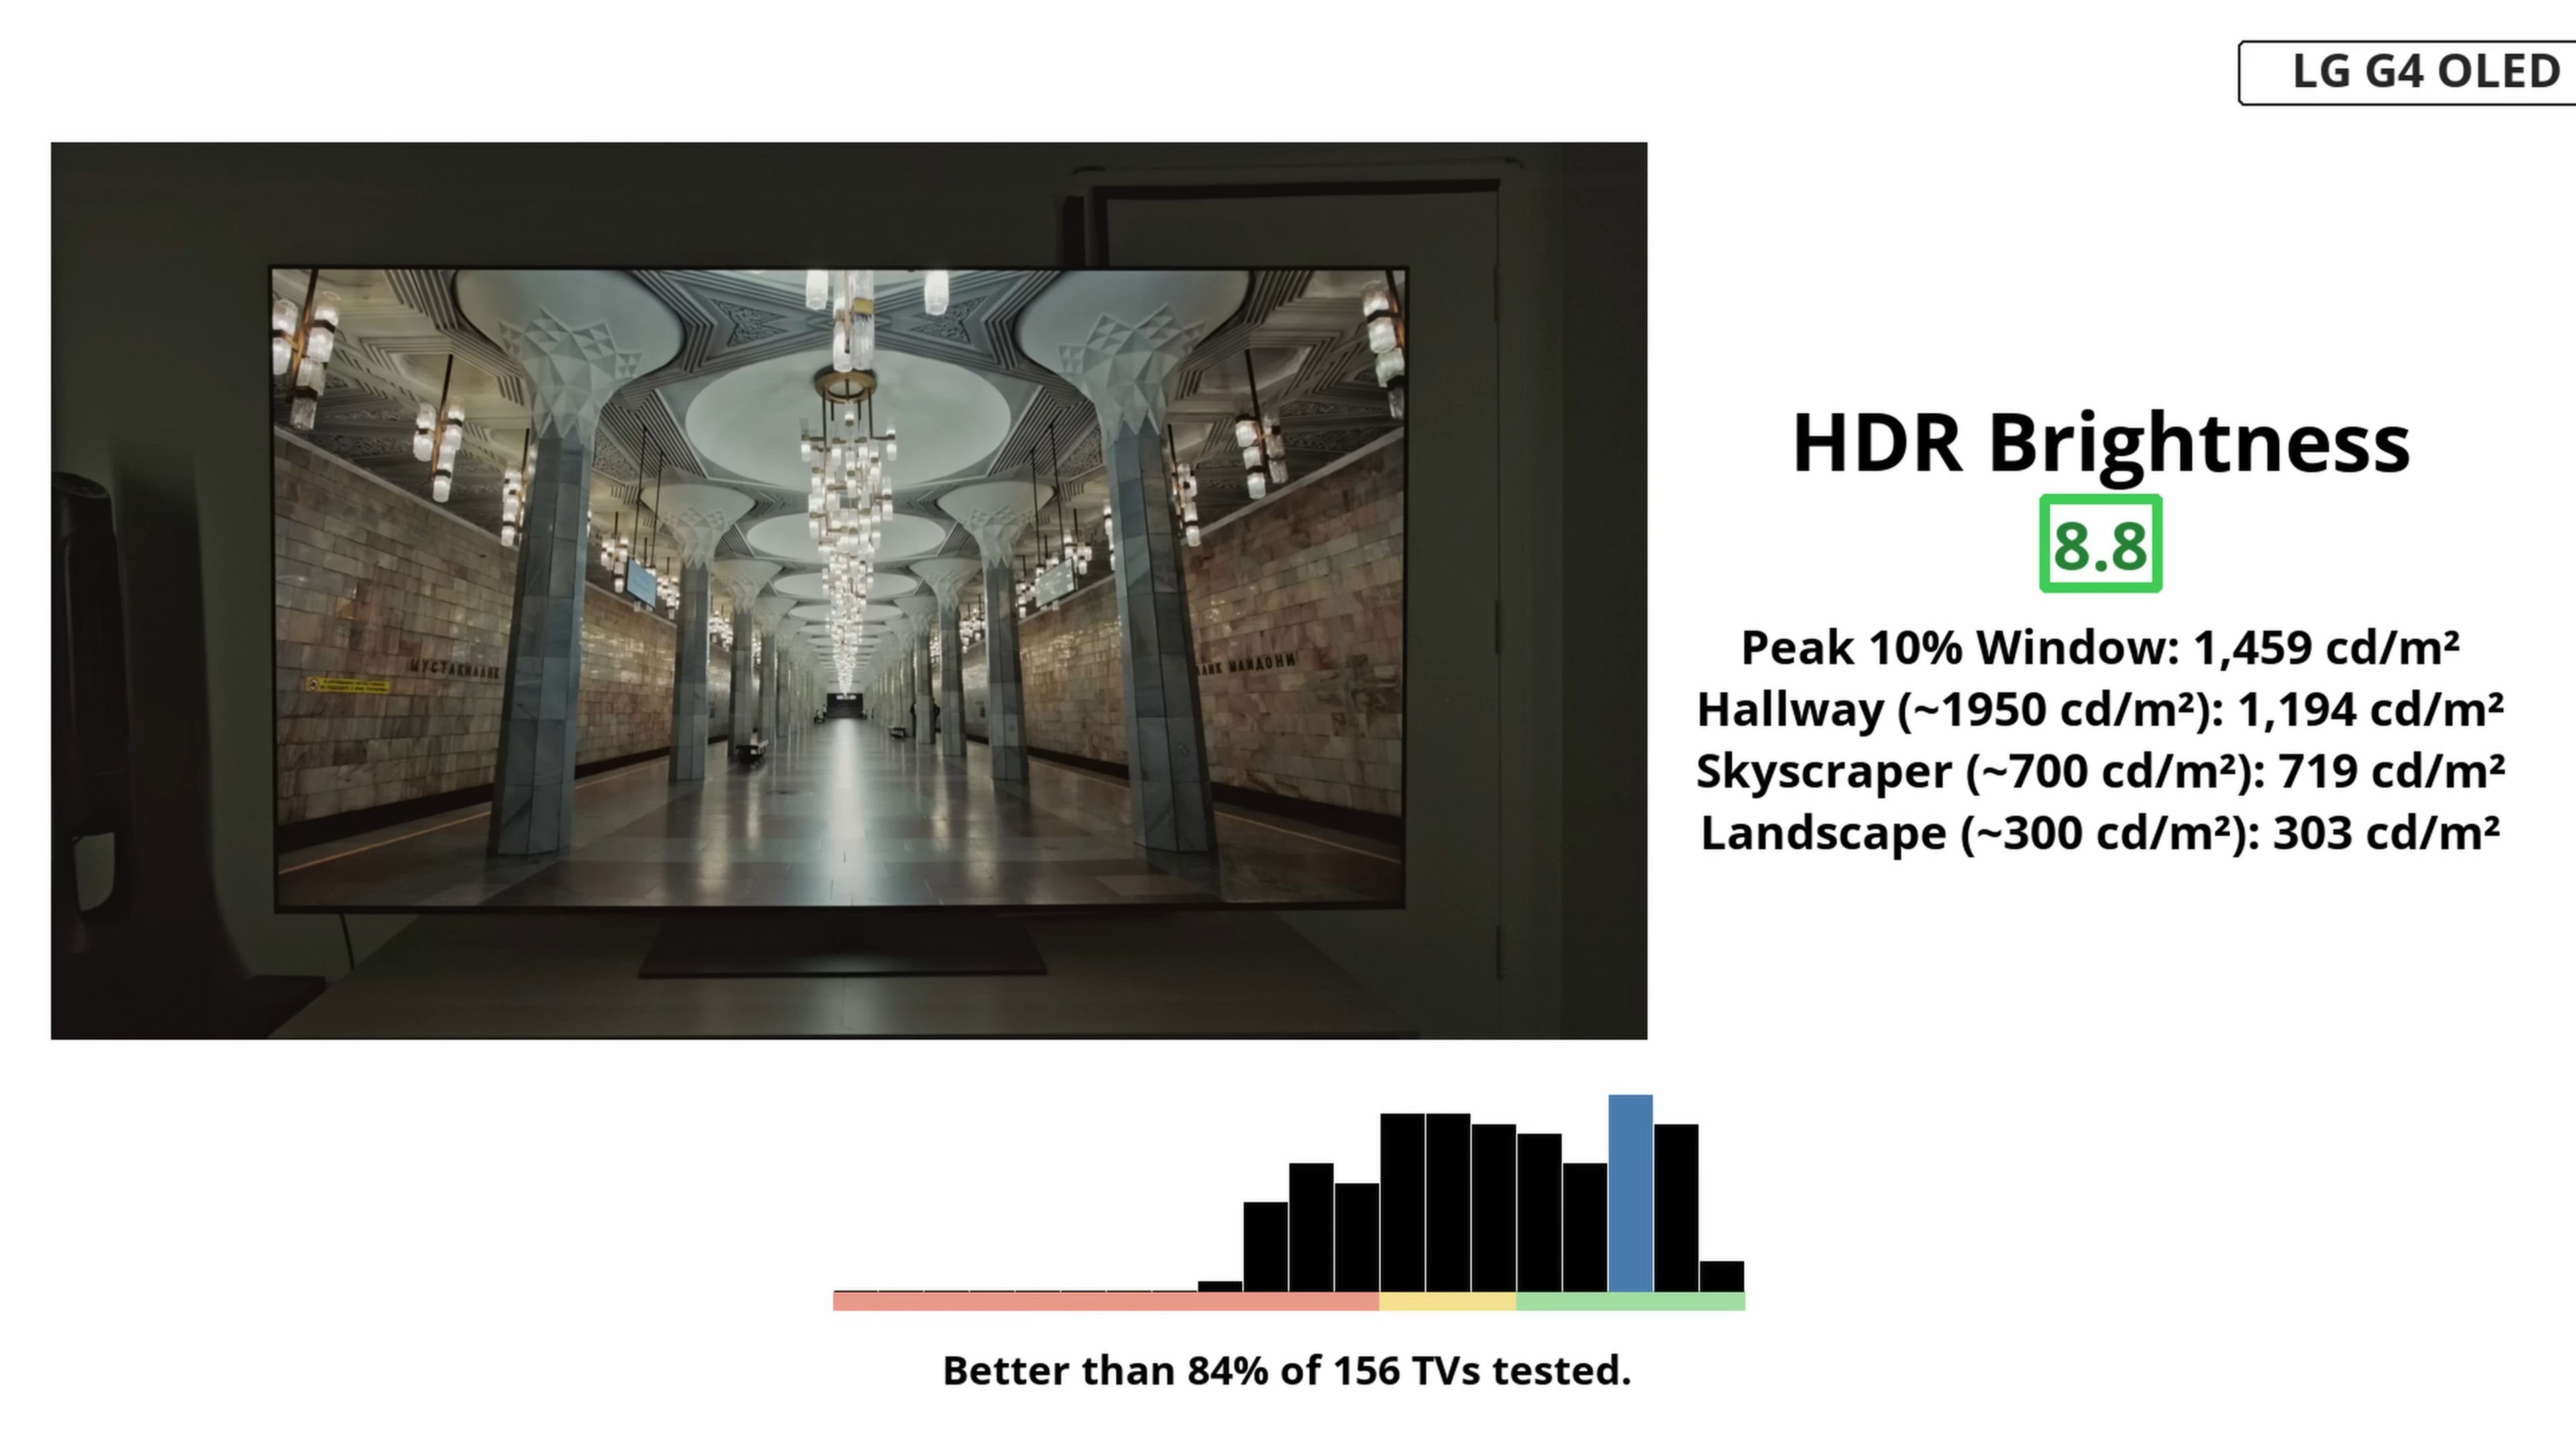 LG G4 OLED
HDR Brightness
8.8
Peak 10% Window: 1,459 cd/m²
Hallway (~1950 cd/m²): 1,194 cd/m²
Skyscraper (~700 cd/m²): 719 cd/m²
Landscape (~300 cd/m²): 303 cd/m²
МУСТАКИЛЛИК
МАЙДОНИ
Better than 84% of 156 TVs tested.